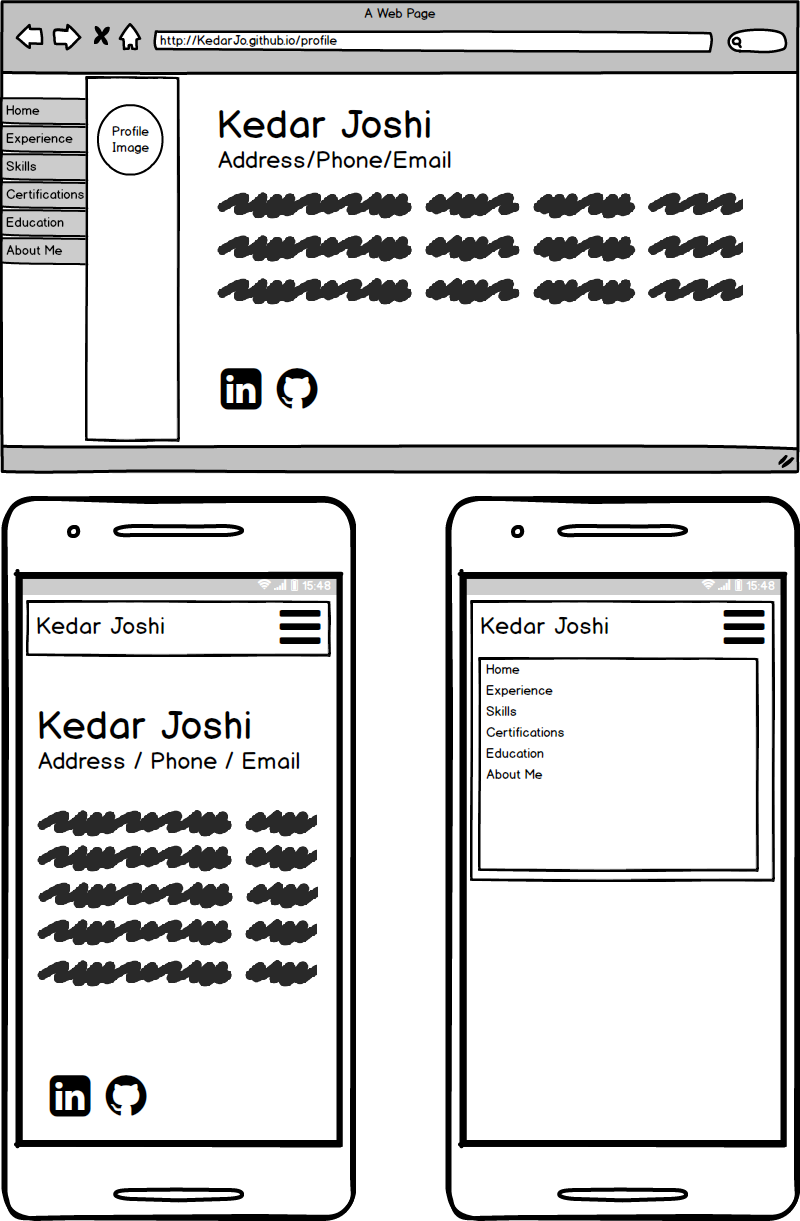 A Web Page
http://KedarJo.github.io/profile
Home
Experience
Skills
Certifications
Education
About Me
Profile
Image
Kedar Joshi
Address/Phone/Email
in
15:48
Kedar Joshi
Kedar Joshi
Address / Phone / Email
in
15:48
Kedar Joshi
Home
Experience
Skills
Certifications
Education
About Me